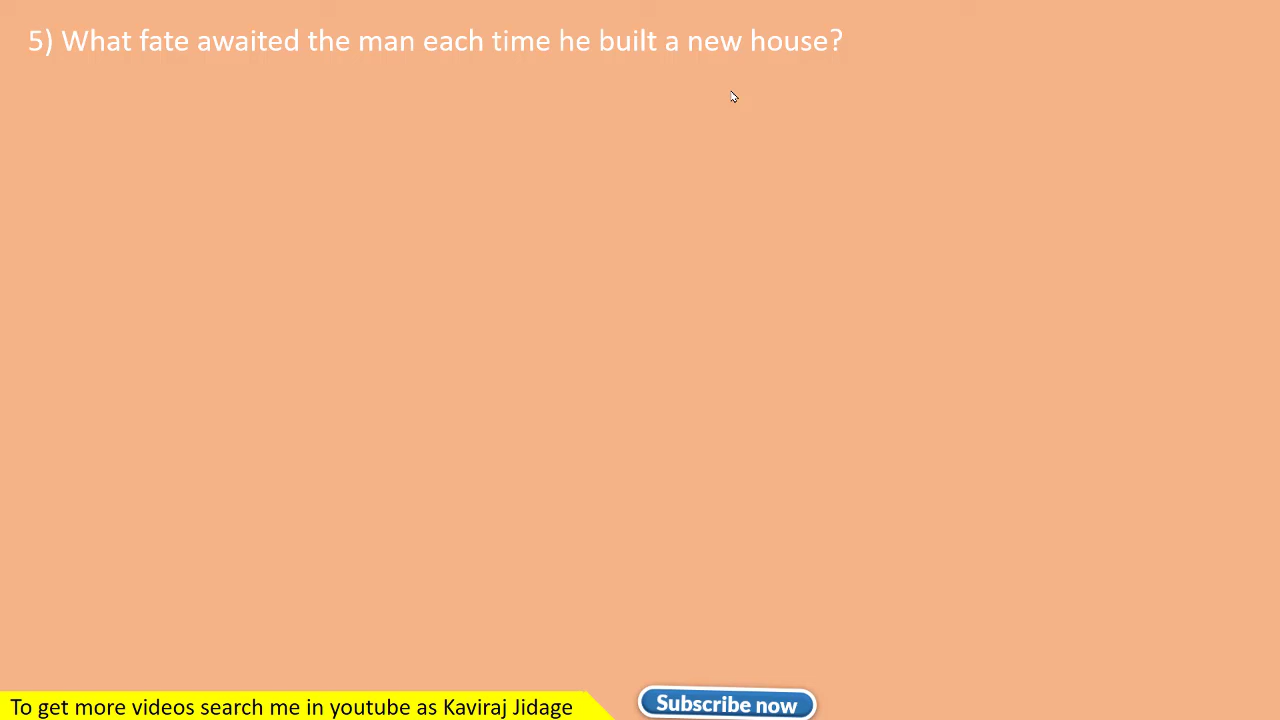 5) What fate awaited the man each time he built a new house?
To get more videos search me in youtube as Kaviraj Jidage
Subscribe now